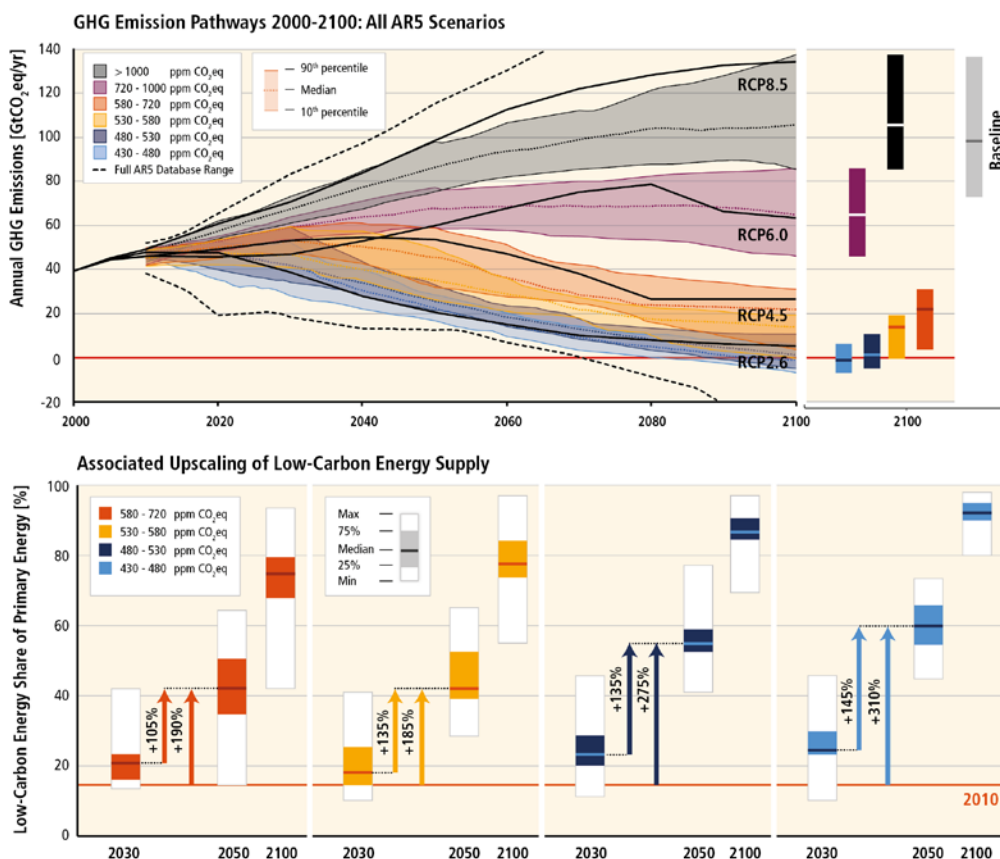 GHG Emission Pathways 2000-2100: All AR5 Scenarios
Annual GHG Emissions [GtCO2eq/yr]
140
120
100
80
60
40
20
0
-20
> 1000 ppm CO2eq
720 - 1000 ppm CO2eq
580 - 720 ppm CO2eq
530 - 580 ppm CO2eq
480 - 530 ppm CO2eq
430 - 480 ppm CO2eq
Full AR5 Database Range
90th percentile
Median
10th percentile
RCP8.5
RCP6.0
RCP4.5
RCP2.6
Baseline
2000
2020
2040
2060
2080
2100
2100
Associated Upscaling of Low-Carbon Energy Supply
Low-Carbon Energy Share of Primary Energy [%]
100
80
60
40
20
0
580 - 720 ppm CO2eq
530 - 580 ppm CO2eq
480 - 530 ppm CO2eq
430 - 480 ppm CO2eq
Max
75%
Median
25%
Min
+105%
+190%
+135%
+185%
+135%
+275%
+145%
+310%
2010
2030
2050
2100
2030
2050
2100
2030
2050
2100
2030
2050
2100